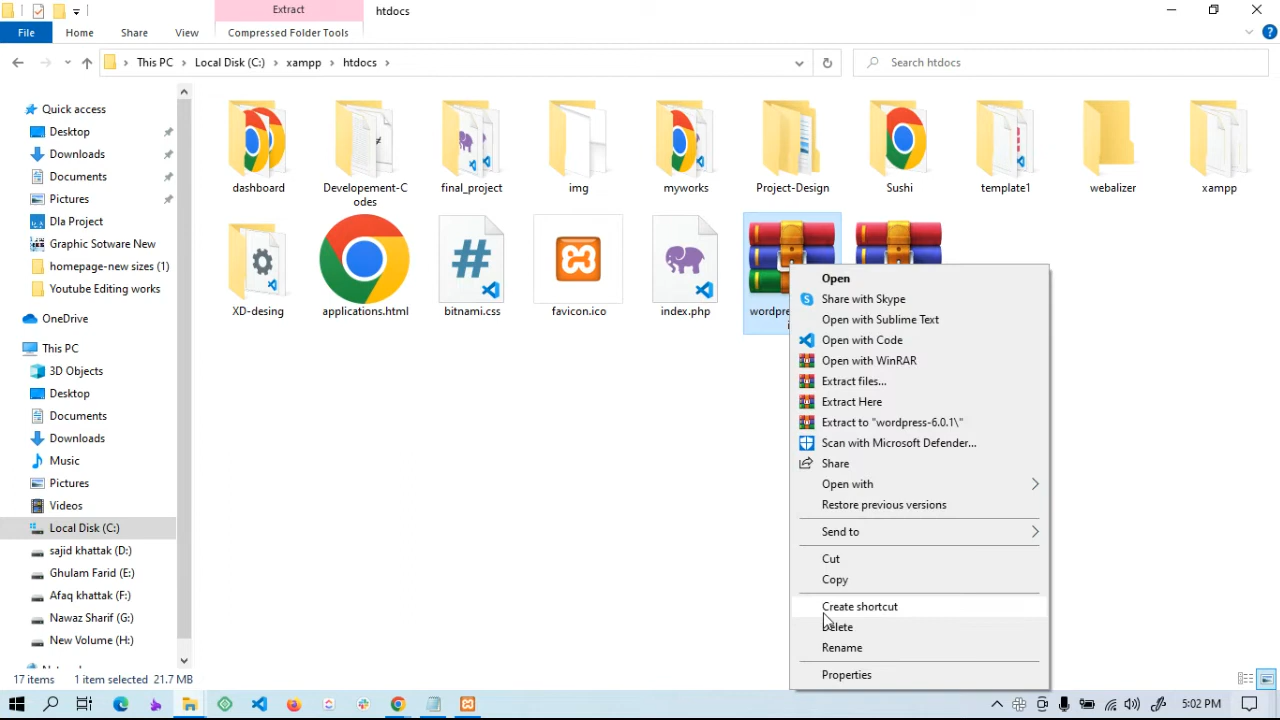 Extract
htdocs
File
Home
Share
View
Compressed Folder Tools
This PC
Local Disk (C:)
xampp
htdocs
Search htdocs
Quick access
Desktop
Downloads
Documents
Pictures
Dla Project
Graphic Sotware New
homepage-new sizes (1)
Youtube Editing works
OneDrive
This PC
3D Objects
Desktop
Documents
Downloads
Music
Pictures
Videos
Local Disk (C:)
sajid khattak (D:)
Ghulam Farid (E:)
Afaq khattak (F:)
Nawaz Sharif (G:)
New Volume (H:)
dashboard
Developement-C
odes
final_project
img
myworks
Project-Design
Sushi
template1
webalizer
xampp
XD-desing
applications.html
bitnami.css
favicon.ico
index.php
Open
Share with Skype
Open with Sublime Text
Open with Code
Open with WinRAR
Extract files...
Extract Here
Extract to "wordpress-6.0.1\"
Scan with Microsoft Defender...
Share
Open with
Restore previous versions
Send to
Cut
Copy
Create shortcut
Delete
Rename
Properties
17 items
1 item selected 21.7 MB
5:02 PM